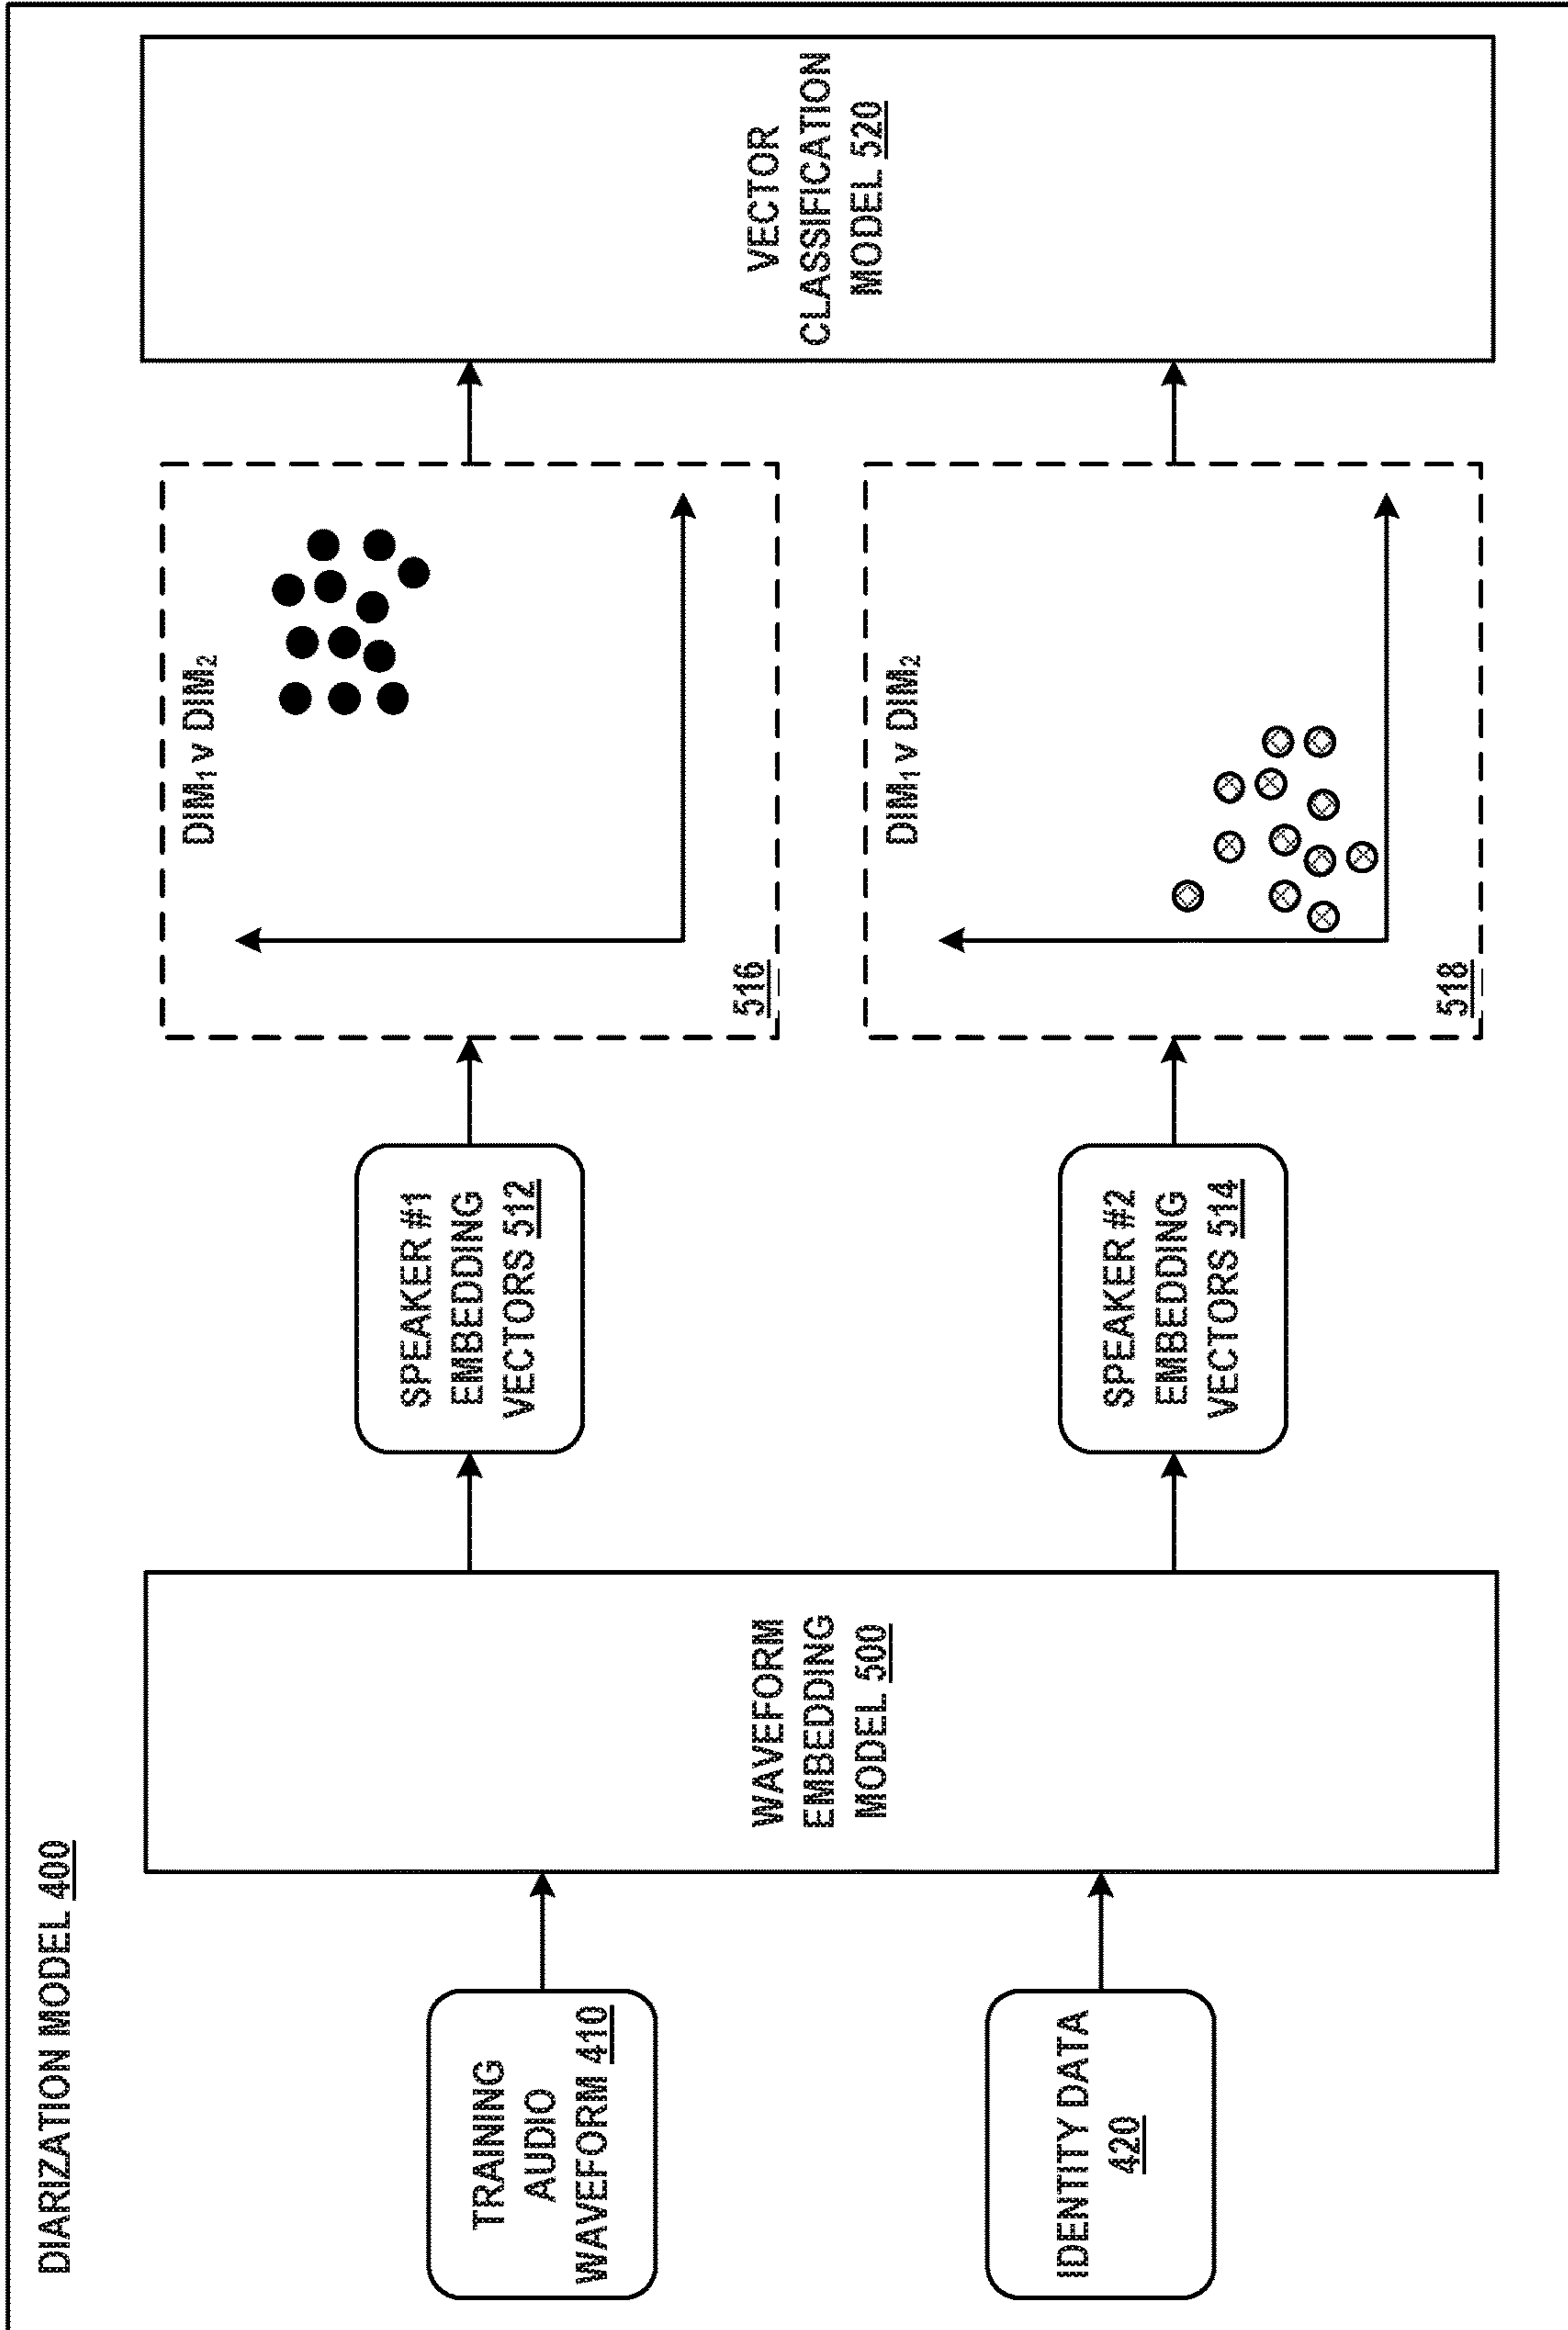 DIARIZATION MODEL 400
TRAINING
AUDIO
WAVEFORM 410
IDENTITY DATA
420
WAVEFORM
EMBEDDING
MODEL 500
SPEAKER #1
EMBEDDING
VECTORS 512
SPEAKER #2
EMBEDDING
VECTORS 514
DIM₁ v DIM₂
516
DIM₁ v DIM₂
518
VECTOR
CLASSIFICATION
MODEL 520